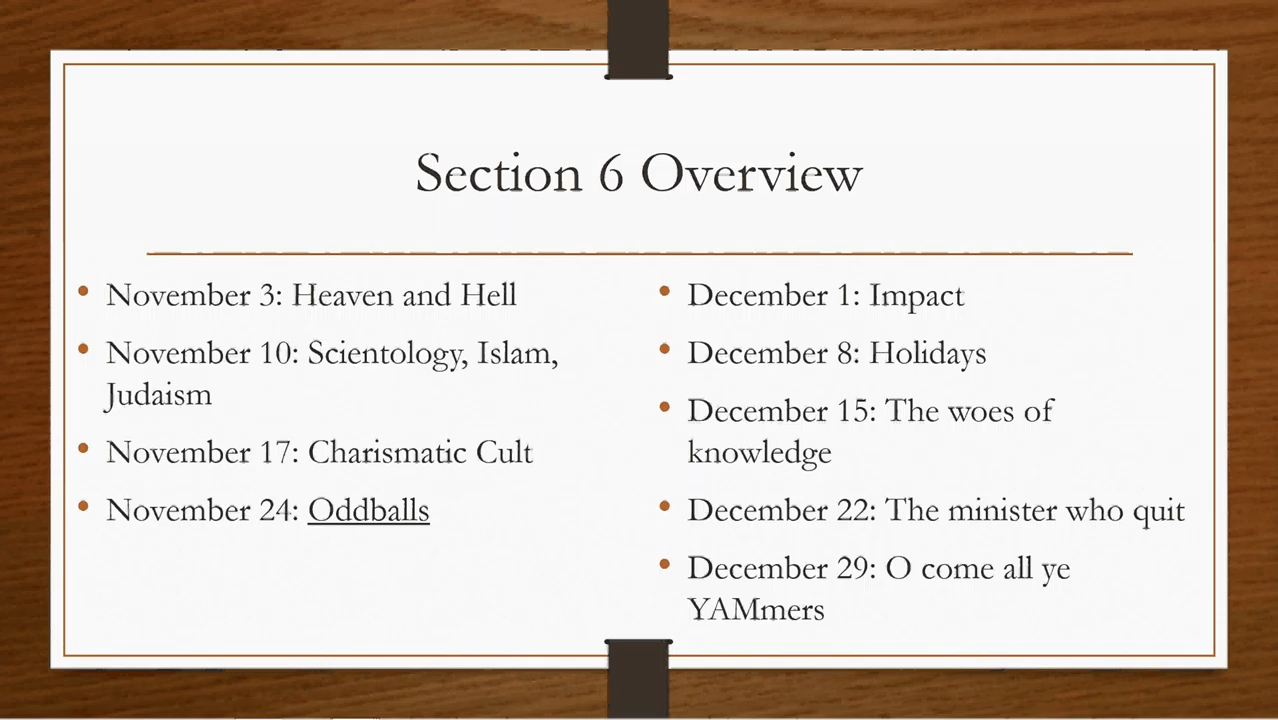 Section 6 Overview
• November 3: Heaven and Hell
• November 10: Scientology, Islam,
Judaism
• November 17: Charismatic Cult
• November 24: Oddballs
• December 1: Impact
• December 8: Holidays
• December 15: The woes of
knowledge
• December 22: The minister who quit
• December 29: O come all ye
YAMmers